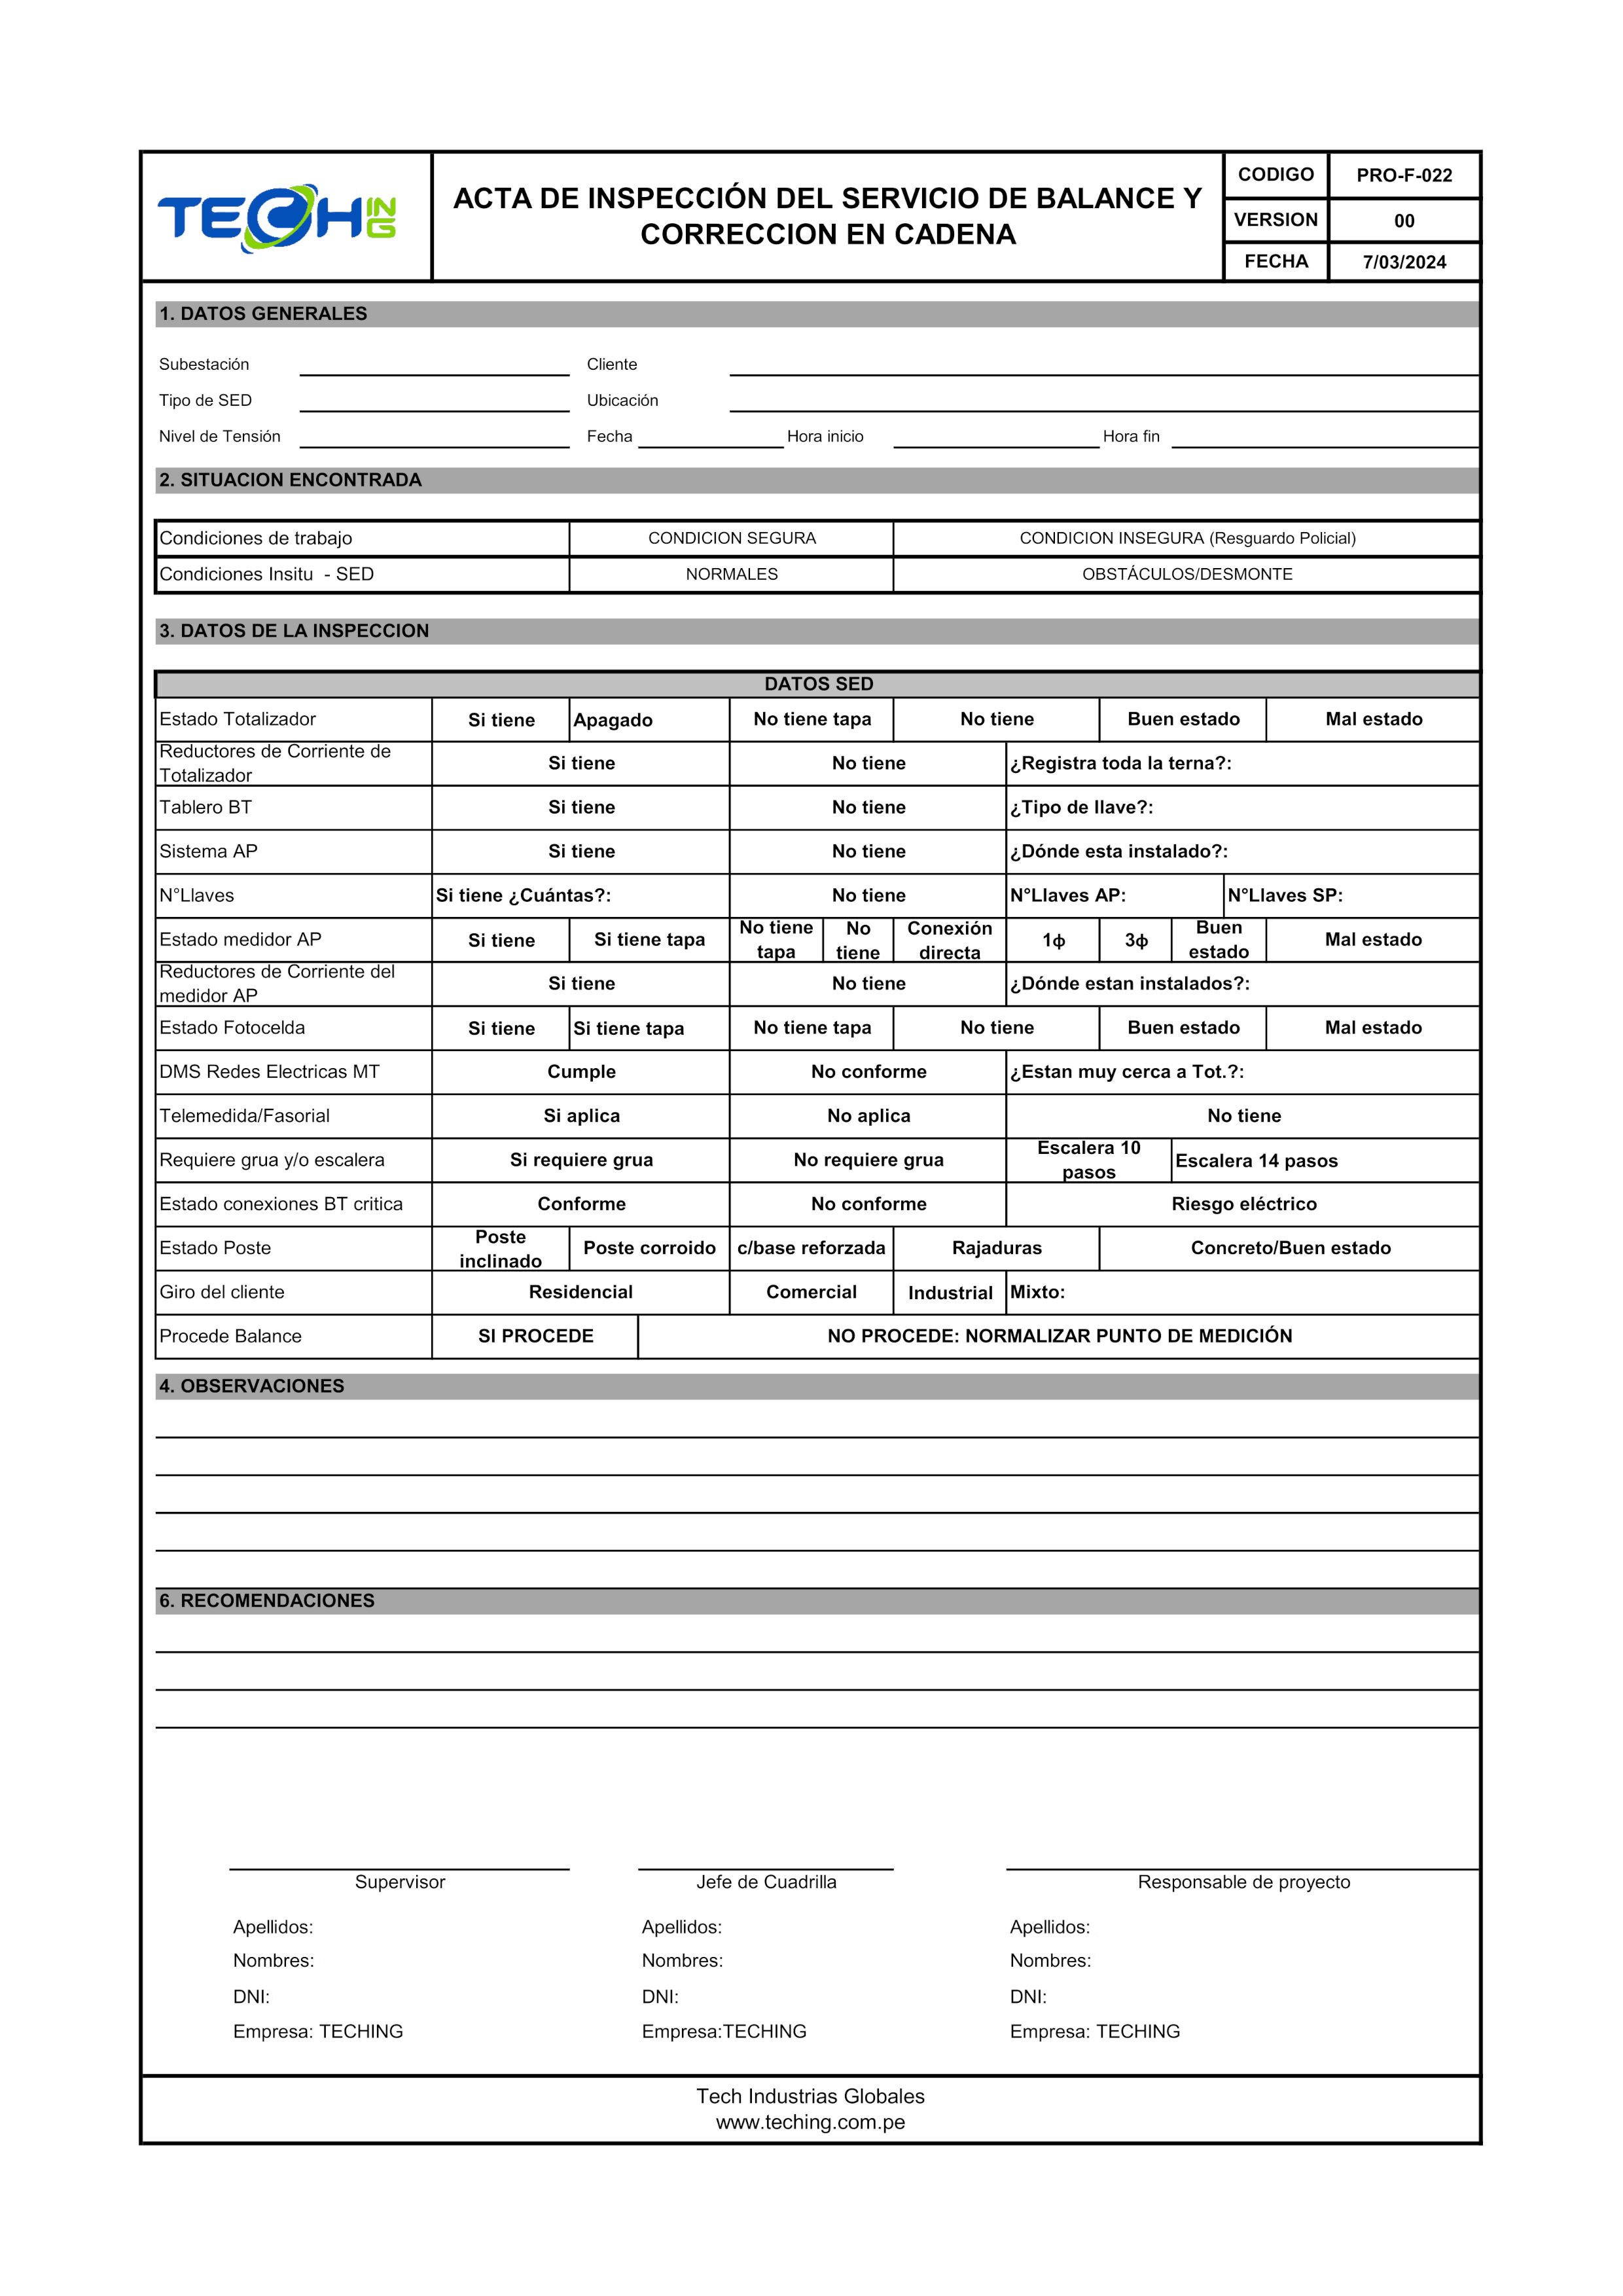 TECHING
ACTA DE INSPECCIÓN DEL SERVICIO DE BALANCE Y
CORRECCION EN CADENA
CODIGO PRO-F-022
VERSION 00
FECHA 7/03/2024
1. DATOS GENERALES
Subestación Cliente
Tipo de SED Ubicación
Nivel de Tensión Fecha Hora inicio Hora fin
2. SITUACION ENCONTRADA
Condiciones de trabajo CONDICION SEGURA CONDICION INSEGURA (Resguardo Policial)
Condiciones Insitu - SED NORMALES OBSTÁCULOS/DESMONTE
3. DATOS DE LA INSPECCION
DATOS SED
Estado Totalizador Si tiene Apagado No tiene tapa No tiene Buen estado Mal estado
Reductores de Corriente de
Totalizador Si tiene No tiene ¿Registra toda la terna?:
Tablero BT Si tiene No tiene ¿Tipo de llave?:
Sistema AP Si tiene No tiene ¿Dónde esta instalado?:
N°Llaves Si tiene ¿Cuántas?: No tiene N°Llaves AP: N°Llaves SP:
Estado medidor AP Si tiene Si tiene tapa No tiene tapa No tiene Conexión directa 1ϕ 3ϕ Buen estado Mal estado
Reductores de Corriente del
medidor AP Si tiene No tiene ¿Dónde estan instalados?:
Estado Fotocelda Si tiene Si tiene tapa No tiene tapa No tiene Buen estado Mal estado
DMS Redes Electricas MT Cumple No conforme ¿Estan muy cerca a Tot.?:
Telemedida/Fasorial Si aplica No aplica No tiene
Requiere grua y/o escalera Si requiere grua No requiere grua Escalera 10 pasos Escalera 14 pasos
Estado conexiones BT critica Conforme No conforme Riesgo eléctrico
Estado Poste Poste inclinado Poste corroido c/base reforzada Rajaduras Concreto/Buen estado
Giro del cliente Residencial Comercial Industrial Mixto:
Procede Balance SI PROCEDE NO PROCEDE: NORMALIZAR PUNTO DE MEDICIÓN
4. OBSERVACIONES
6. RECOMENDACIONES
Supervisor Jefe de Cuadrilla Responsable de proyecto
Apellidos: Apellidos: Apellidos:
Nombres: Nombres: Nombres:
DNI: DNI: DNI:
Empresa: TECHING Empresa:TECHING Empresa: TECHING
Tech Industrias Globales
www.teching.com.pe